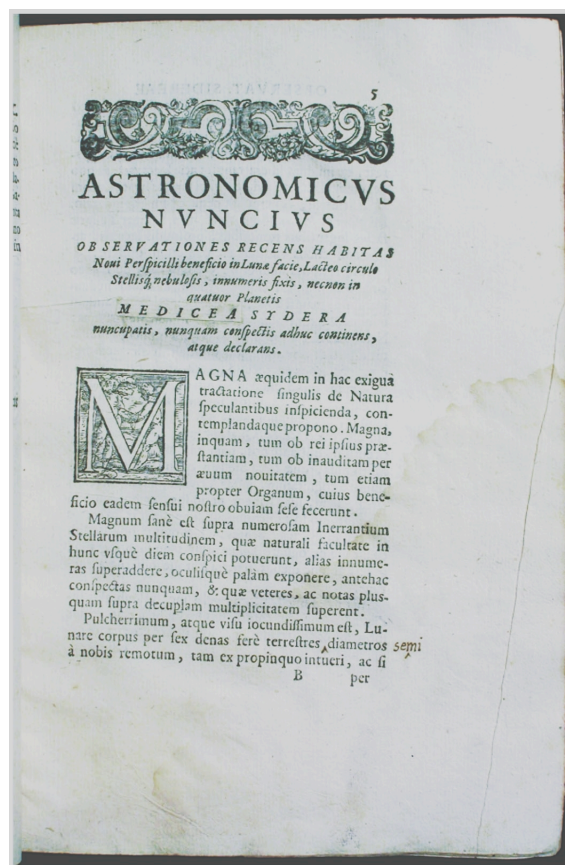 5
ASTRONOMICVS
NVNCIVS
OBSERVATIONES RECENS HABITAS
Noui Perſpicilli beneficio in Lunæ facie, Lacteo circulo
Stellisq́; nebuloſis, innumeris fixis, necnon in
quatuor Planetis
MEDICEA SYDERA
nuncupatis, nunquam conſpectis adhuc continens,
atque declarans.
MAGNA æquidem in hac exigua
tractatione ſingulis de Natura
ſpeculantibus inſpicienda, con-
templandaque propono. Magna,
inquam, tum ob rei ipſius præ-
ſtantiam, tum ob inauditam per
æuum nouitatem, tum etiam
propter Organum, cuius bene-
ficio eadem ſenſui noſtro obuiam ſeſe fecerunt.
Magnum ſanè eſt ſupra numeroſam Inerrantium
Stellarum multitudinem, quæ naturali facultate in
hunc vſquè diem conſpici potuerunt, alias innume-
ras ſuperaddere, oculiſquè palàm exponere, antehac
conſpectas nunquam, & quæ veteres, ac notas pluſ-
quam ſupra decuplam multiplicitatem ſuperent.
Pulcherrimum, atque viſu iocundiſſimum eſt, Lu-
nare corpus per ſex denas ferè terreſtres diametros semi
à nobis remotum, tam ex propinquo intueri, ac ſi
B per